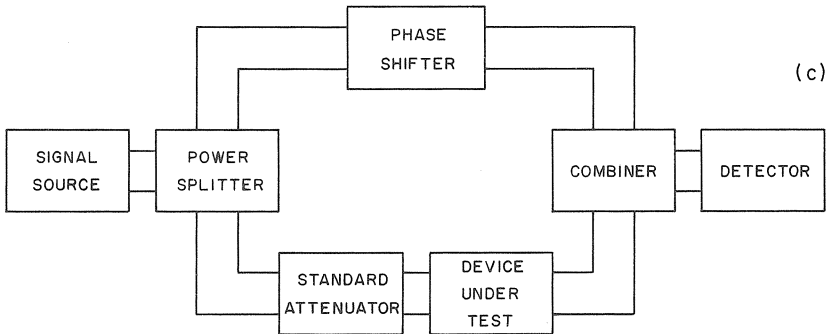 PHASE
SHIFTER
(c)
SIGNAL
SOURCE
POWER
SPLITTER
COMBINER
DETECTOR
STANDARD
ATTENUATOR
DEVICE
UNDER
TEST